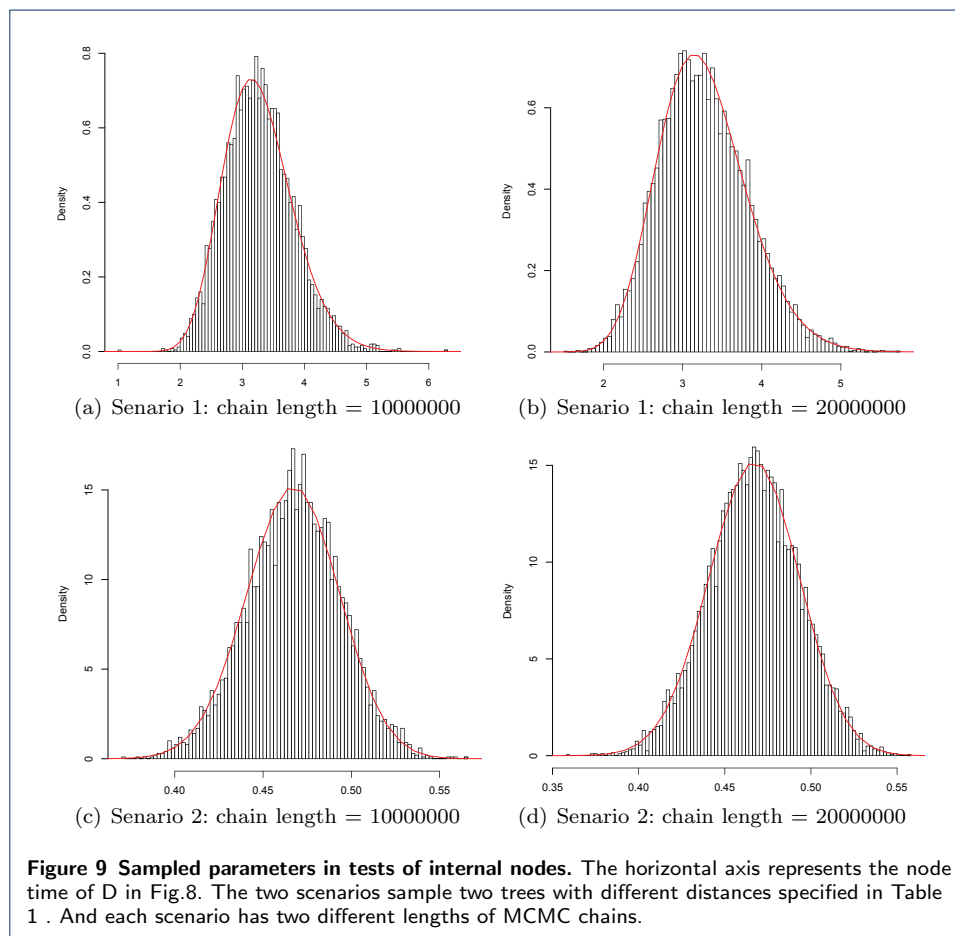 Density
0.0 0.2 0.4 0.6 0.8
1 2 3 4 5 6
(a) Senario 1: chain length = 10000000
Density
0.0 0.2 0.4 0.6
2 3 4 5
(b) Senario 1: chain length = 20000000
Density
0 5 10 15
0.40 0.45 0.50 0.55
(c) Senario 2: chain length = 10000000
Density
0 5 10 15
0.35 0.40 0.45 0.50 0.55
(d) Senario 2: chain length = 20000000
Figure 9 Sampled parameters in tests of internal nodes. The horizontal axis represents the node
time of D in Fig.8. The two scenarios sample two trees with different distances specified in Table
1 . And each scenario has two different lengths of MCMC chains.